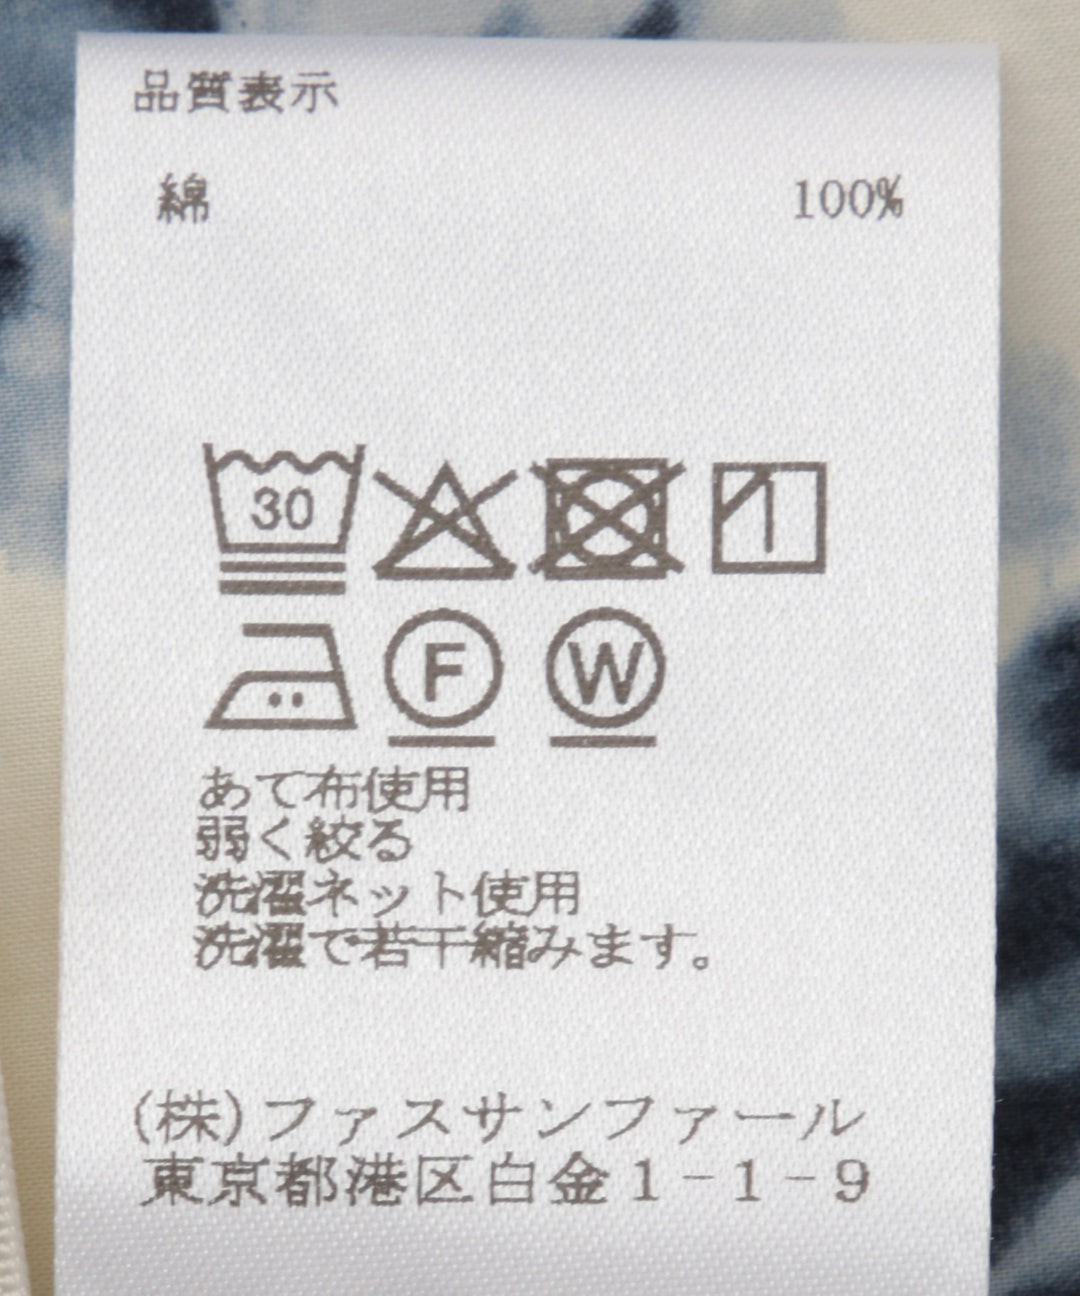 品質表示
綿 100%
30
F W
あて布使用
弱く絞る
洗濯ネット使用
洗濯で若干縮みます。
(株)ファスサンファール
東京都港区白金1-1-9